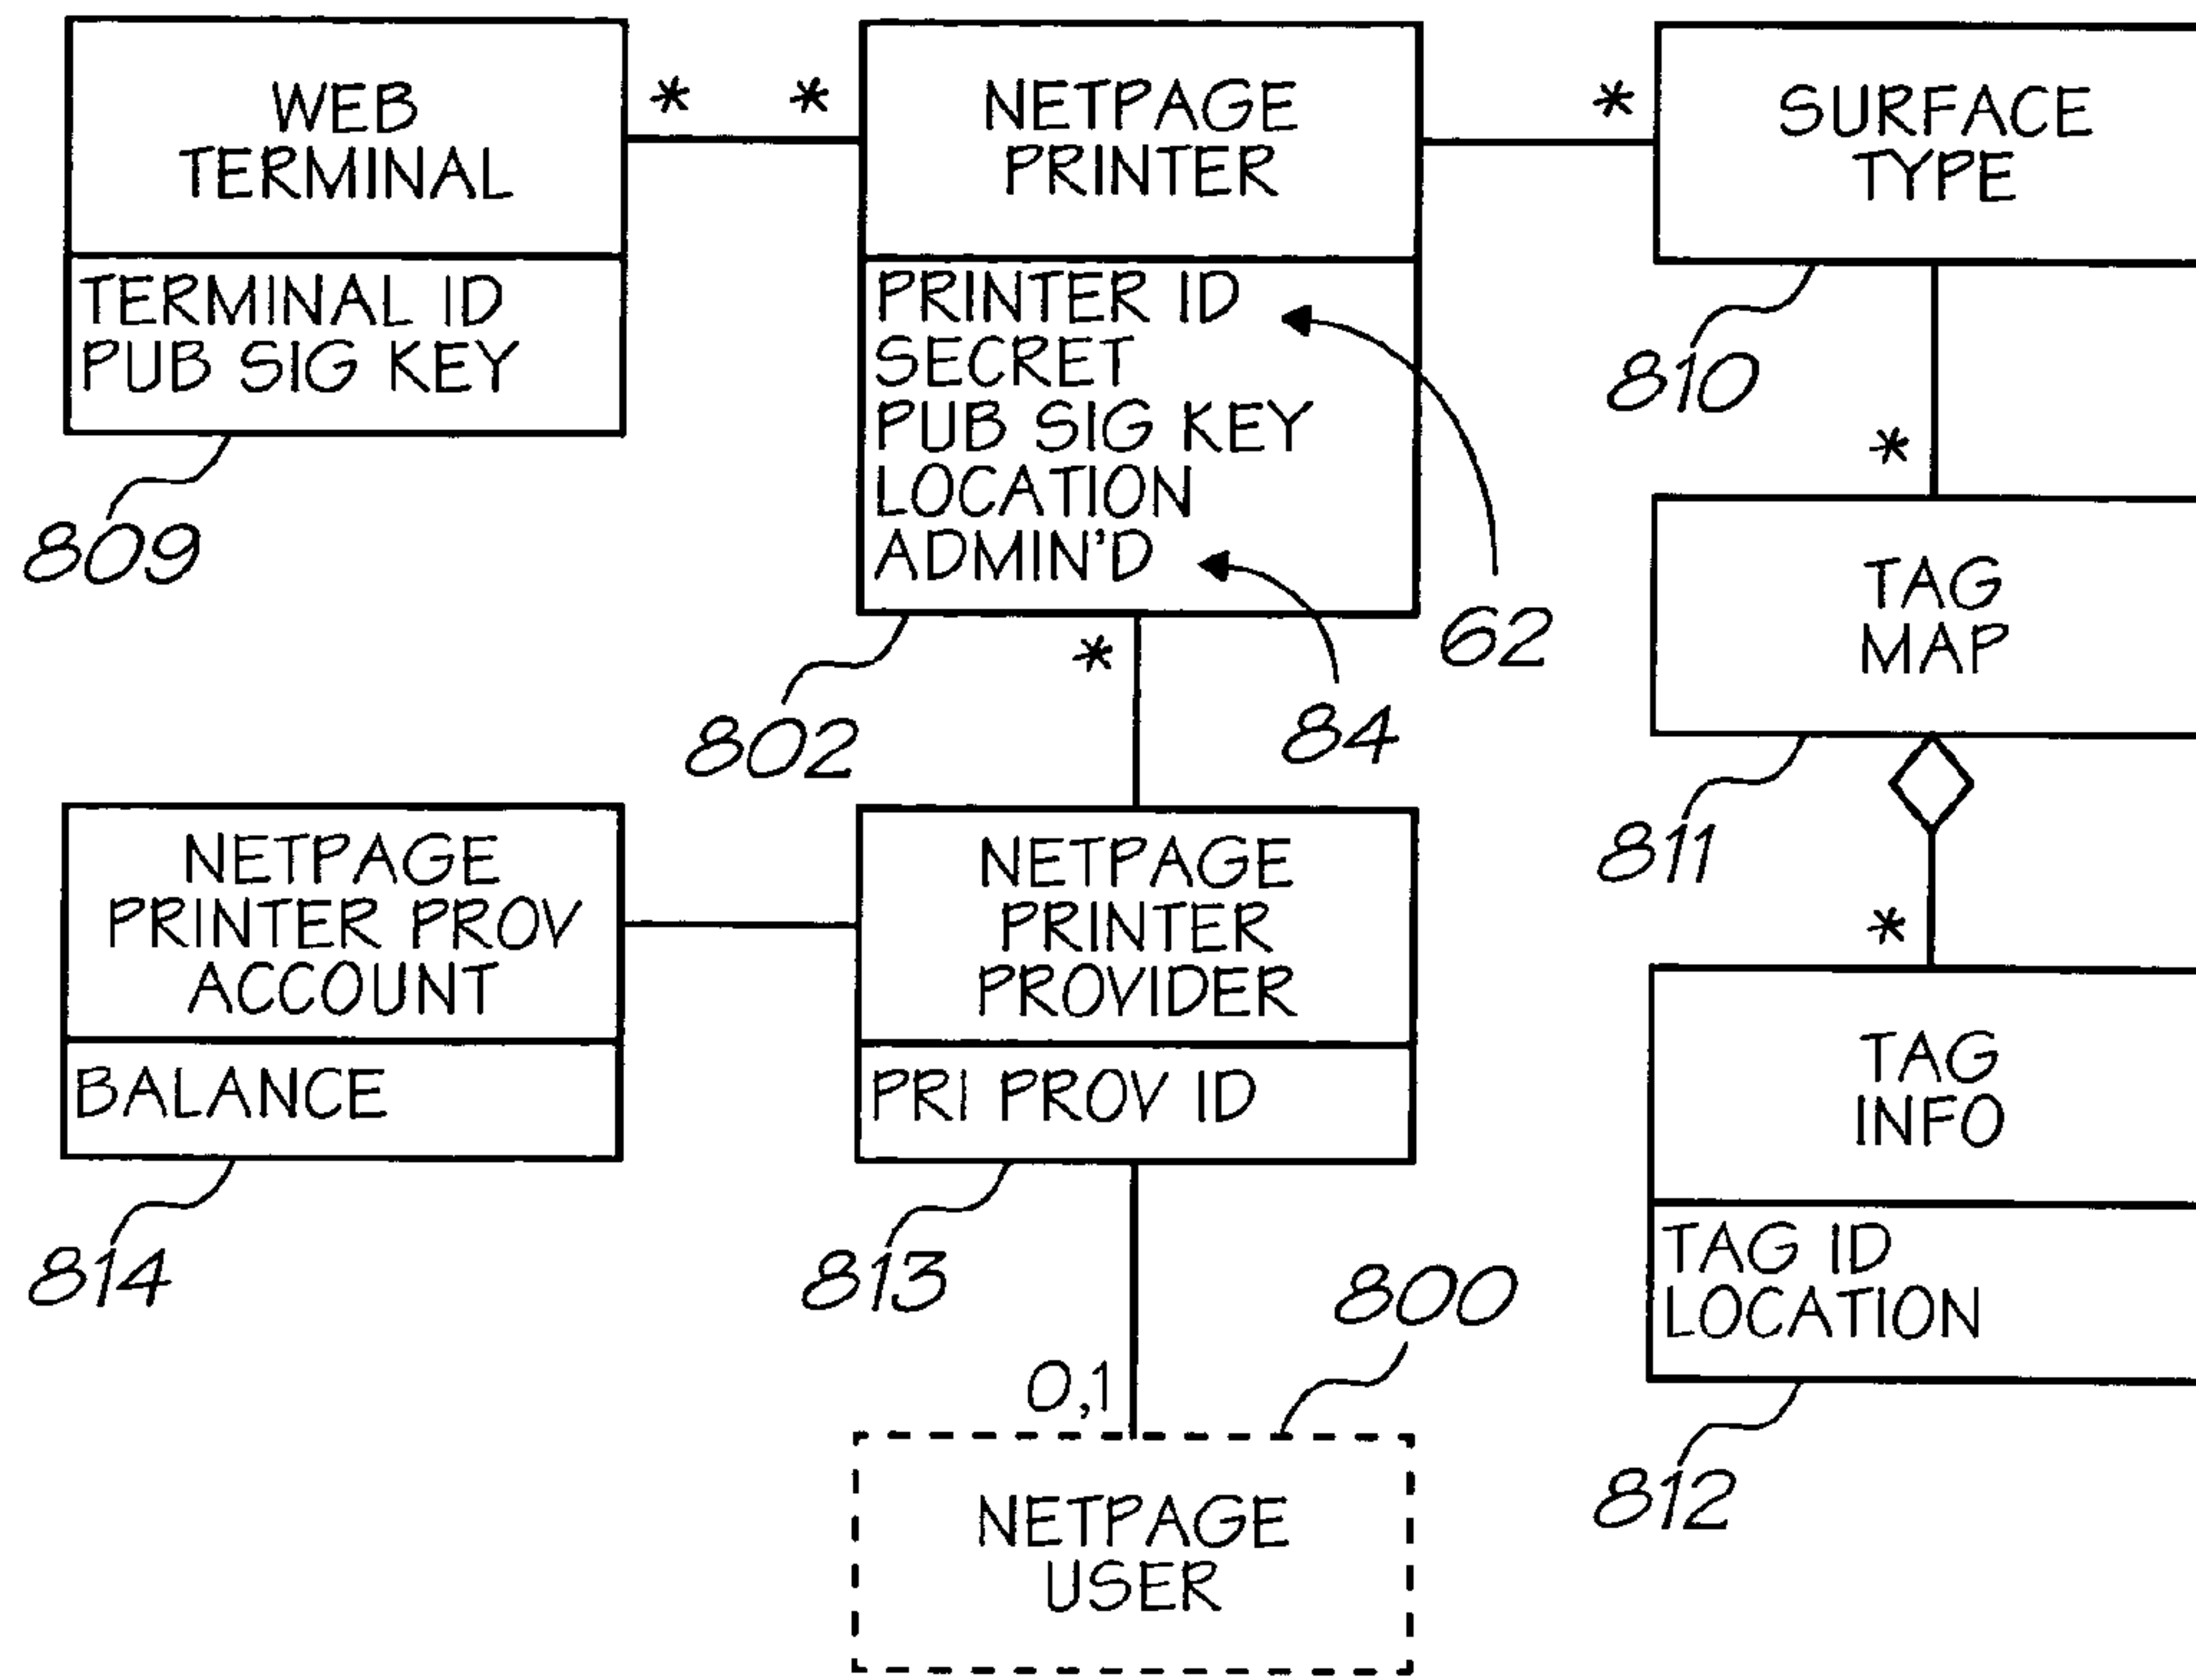 WEB
TERMINAL
*
*
TERMINAL ID
PUB SIG KEY
809
NETPAGE
PRINTER
PRINTER ID
SECRET
PUB SIG KEY
LOCATION
ADMIN'D
62
84
802
*
*
SURFACE
TYPE
810
*
TAG
MAP
811
*
TAG
INFO
TAG ID
LOCATION
812
NETPAGE
PRINTER PROV
ACCOUNT
BALANCE
814
NETPAGE
PRINTER
PROVIDER
PRI PROV ID
813
800
0,1
NETPAGE
USER